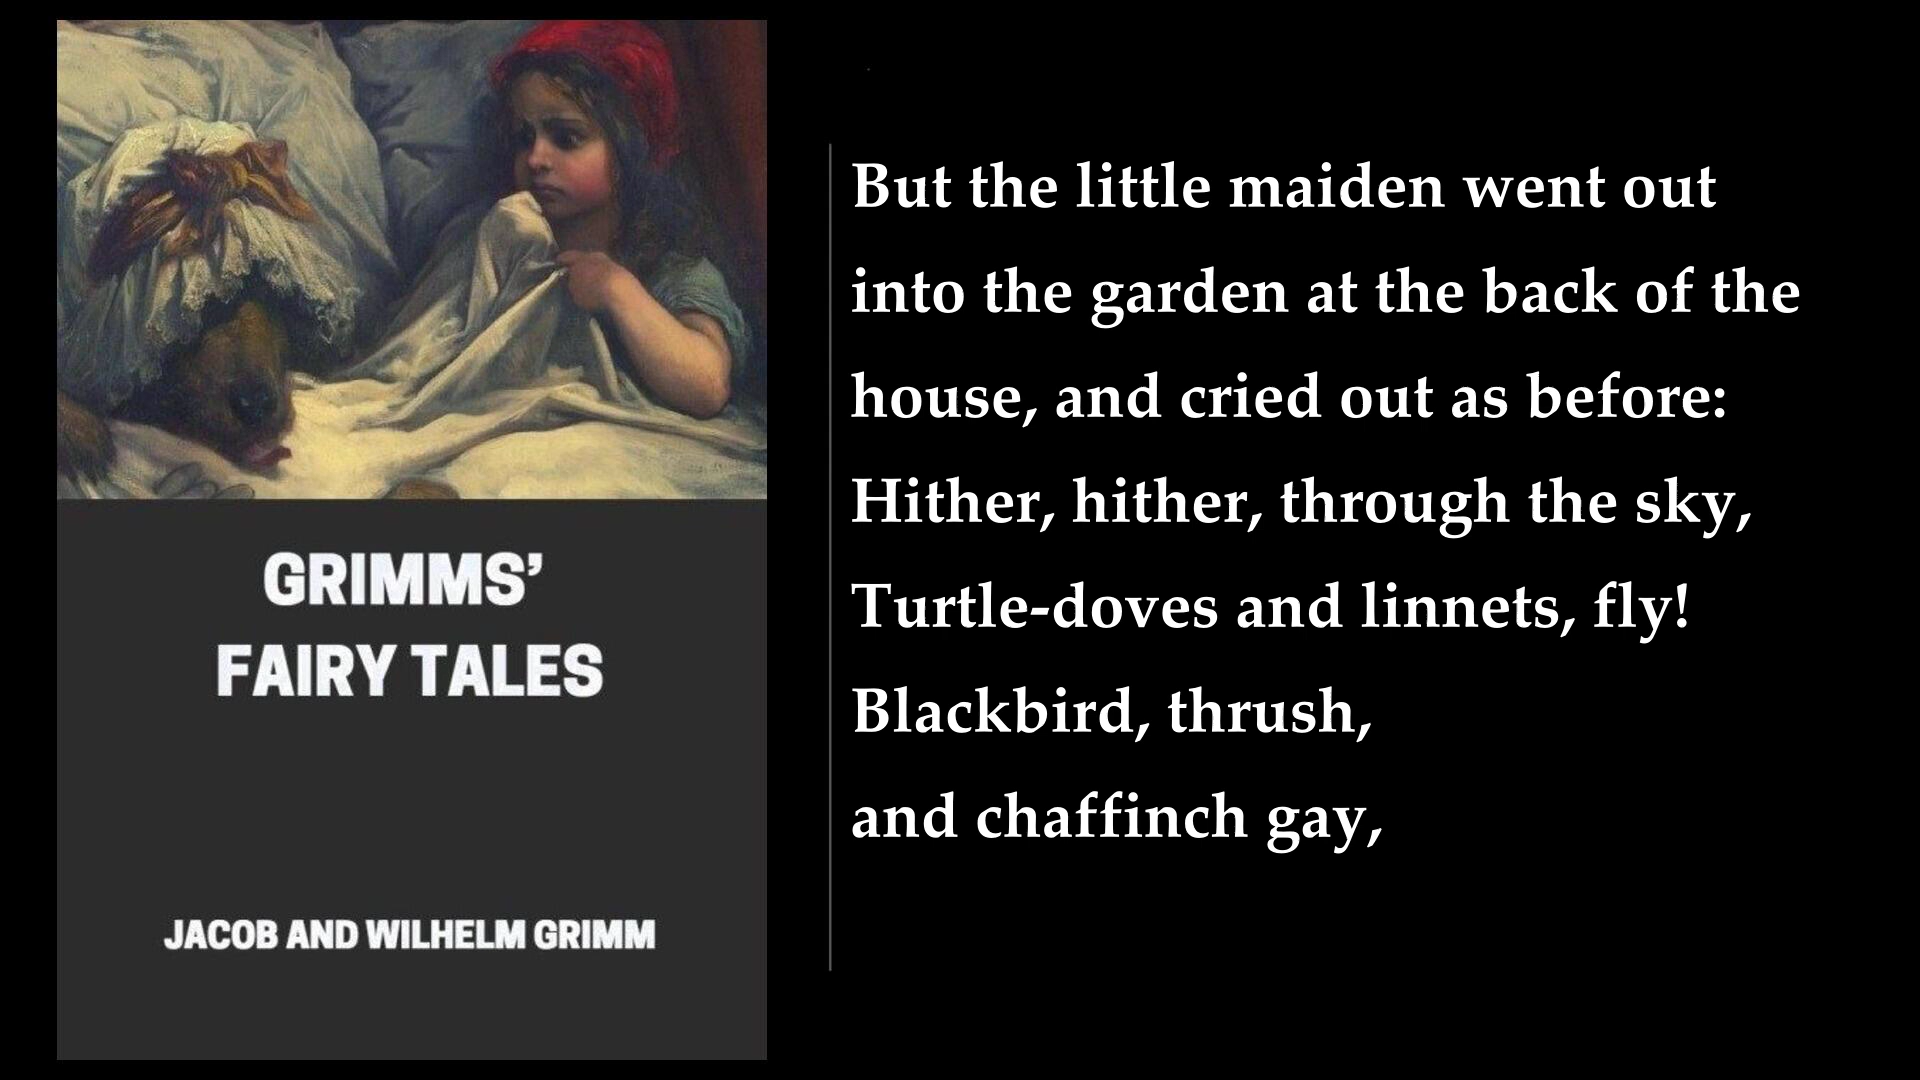 GRIMMS’
FAIRY TALES
JACOB AND WILHELM GRIMM
But the little maiden went out
into the garden at the back of the
house, and cried out as before:
Hither, hither, through the sky,
Turtle-doves and linnets, fly!
Blackbird, thrush,
and chaffinch gay,